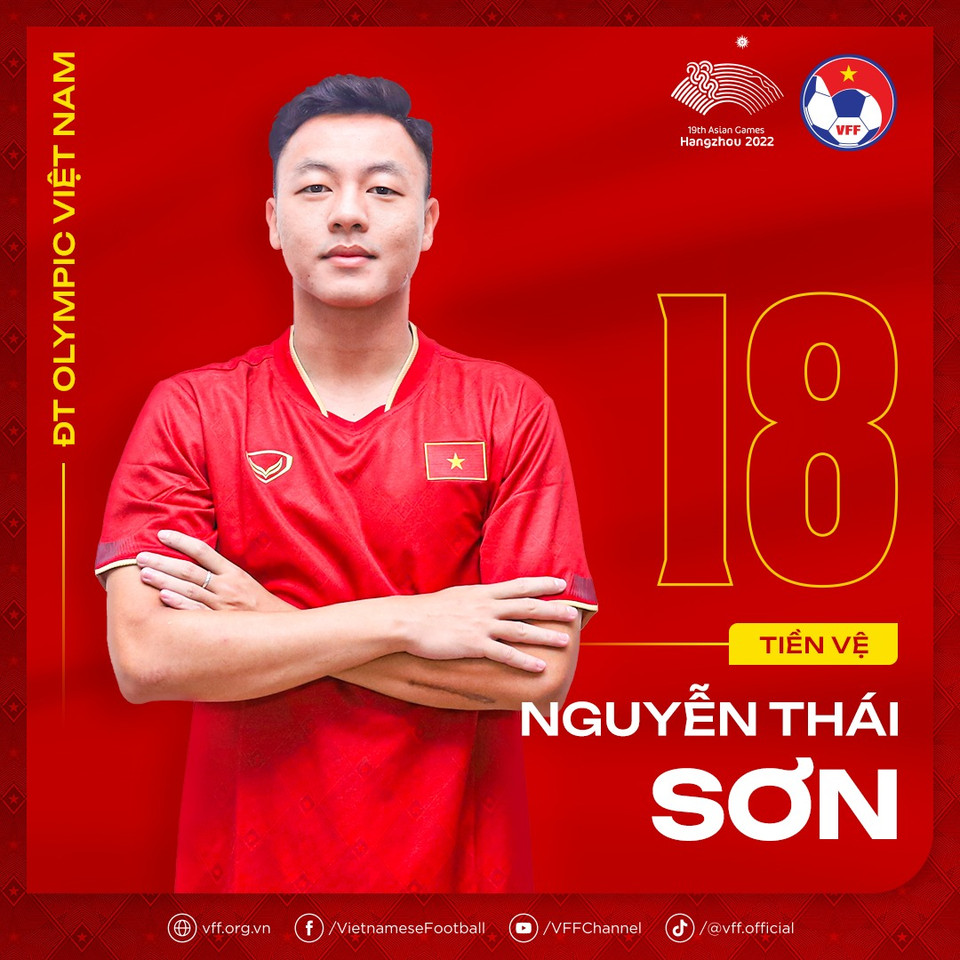 ĐT OLYMPIC VIỆT NAM
19th Asian Games
Hangzhou 2022
VFF
18
TIỀN VỆ
NGUYỄN THÁI
SƠN
vff.org.vn
/VietnameseFootball
/VFFChannel
/@vff.official